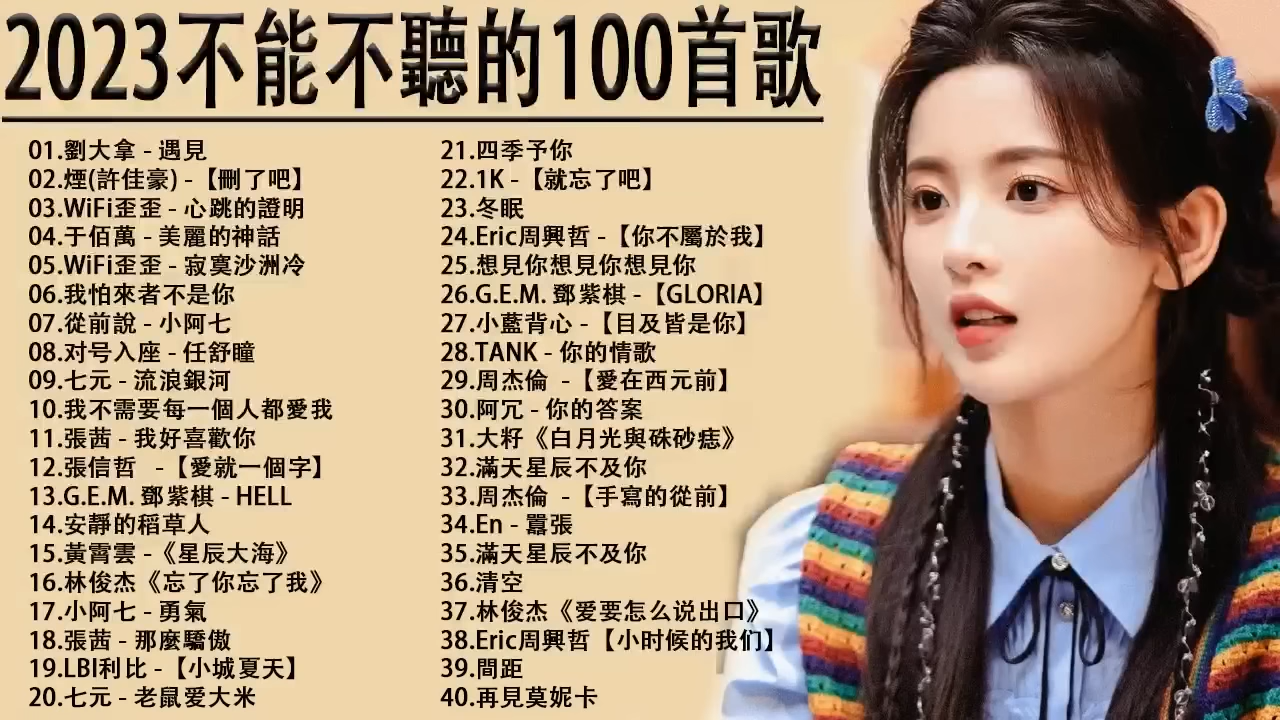 2023不能不聽的100首歌
01.劉大拿 - 遇見
02.煙(許佳豪) -【刪了吧】
03.WiFi歪歪 - 心跳的證明
04.于佰萬 - 美麗的神話
05.WiFi歪歪 - 寂寞沙洲冷
06.我怕來者不是你
07.從前說 - 小阿七
08.对号入座 - 任舒瞳
09.七元 - 流浪銀河
10.我不需要每一個人都愛我
11.張茜 - 我好喜歡你
12.張信哲 -【愛就一個字】
13.G.E.M. 鄧紫棋 - HELL
14.安靜的稻草人
15.黃霄雲 -《星辰大海》
16.林俊杰《忘了你忘了我》
17.小阿七 - 勇氣
18.張茜 - 那麼驕傲
19.LBI利比 -【小城夏天】
20.七元 - 老鼠爱大米
21.四季予你
22.1K -【就忘了吧】
23.冬眠
24.Eric周興哲 -【你不屬於我】
25.想見你想見你想見你
26.G.E.M. 鄧紫棋 -【GLORIA】
27.小藍背心 -【目及皆是你】
28.TANK - 你的情歌
29.周杰倫 -【愛在西元前】
30.阿冗 - 你的答案
31.大籽《白月光與硃砂痣》
32.滿天星辰不及你
33.周杰倫 -【手寫的從前】
34.En - 囂張
35.滿天星辰不及你
36.清空
37.林俊杰《爱要怎么说出口》
38.Eric周興哲【小时候的我们】
39.間距
40.再見莫妮卡